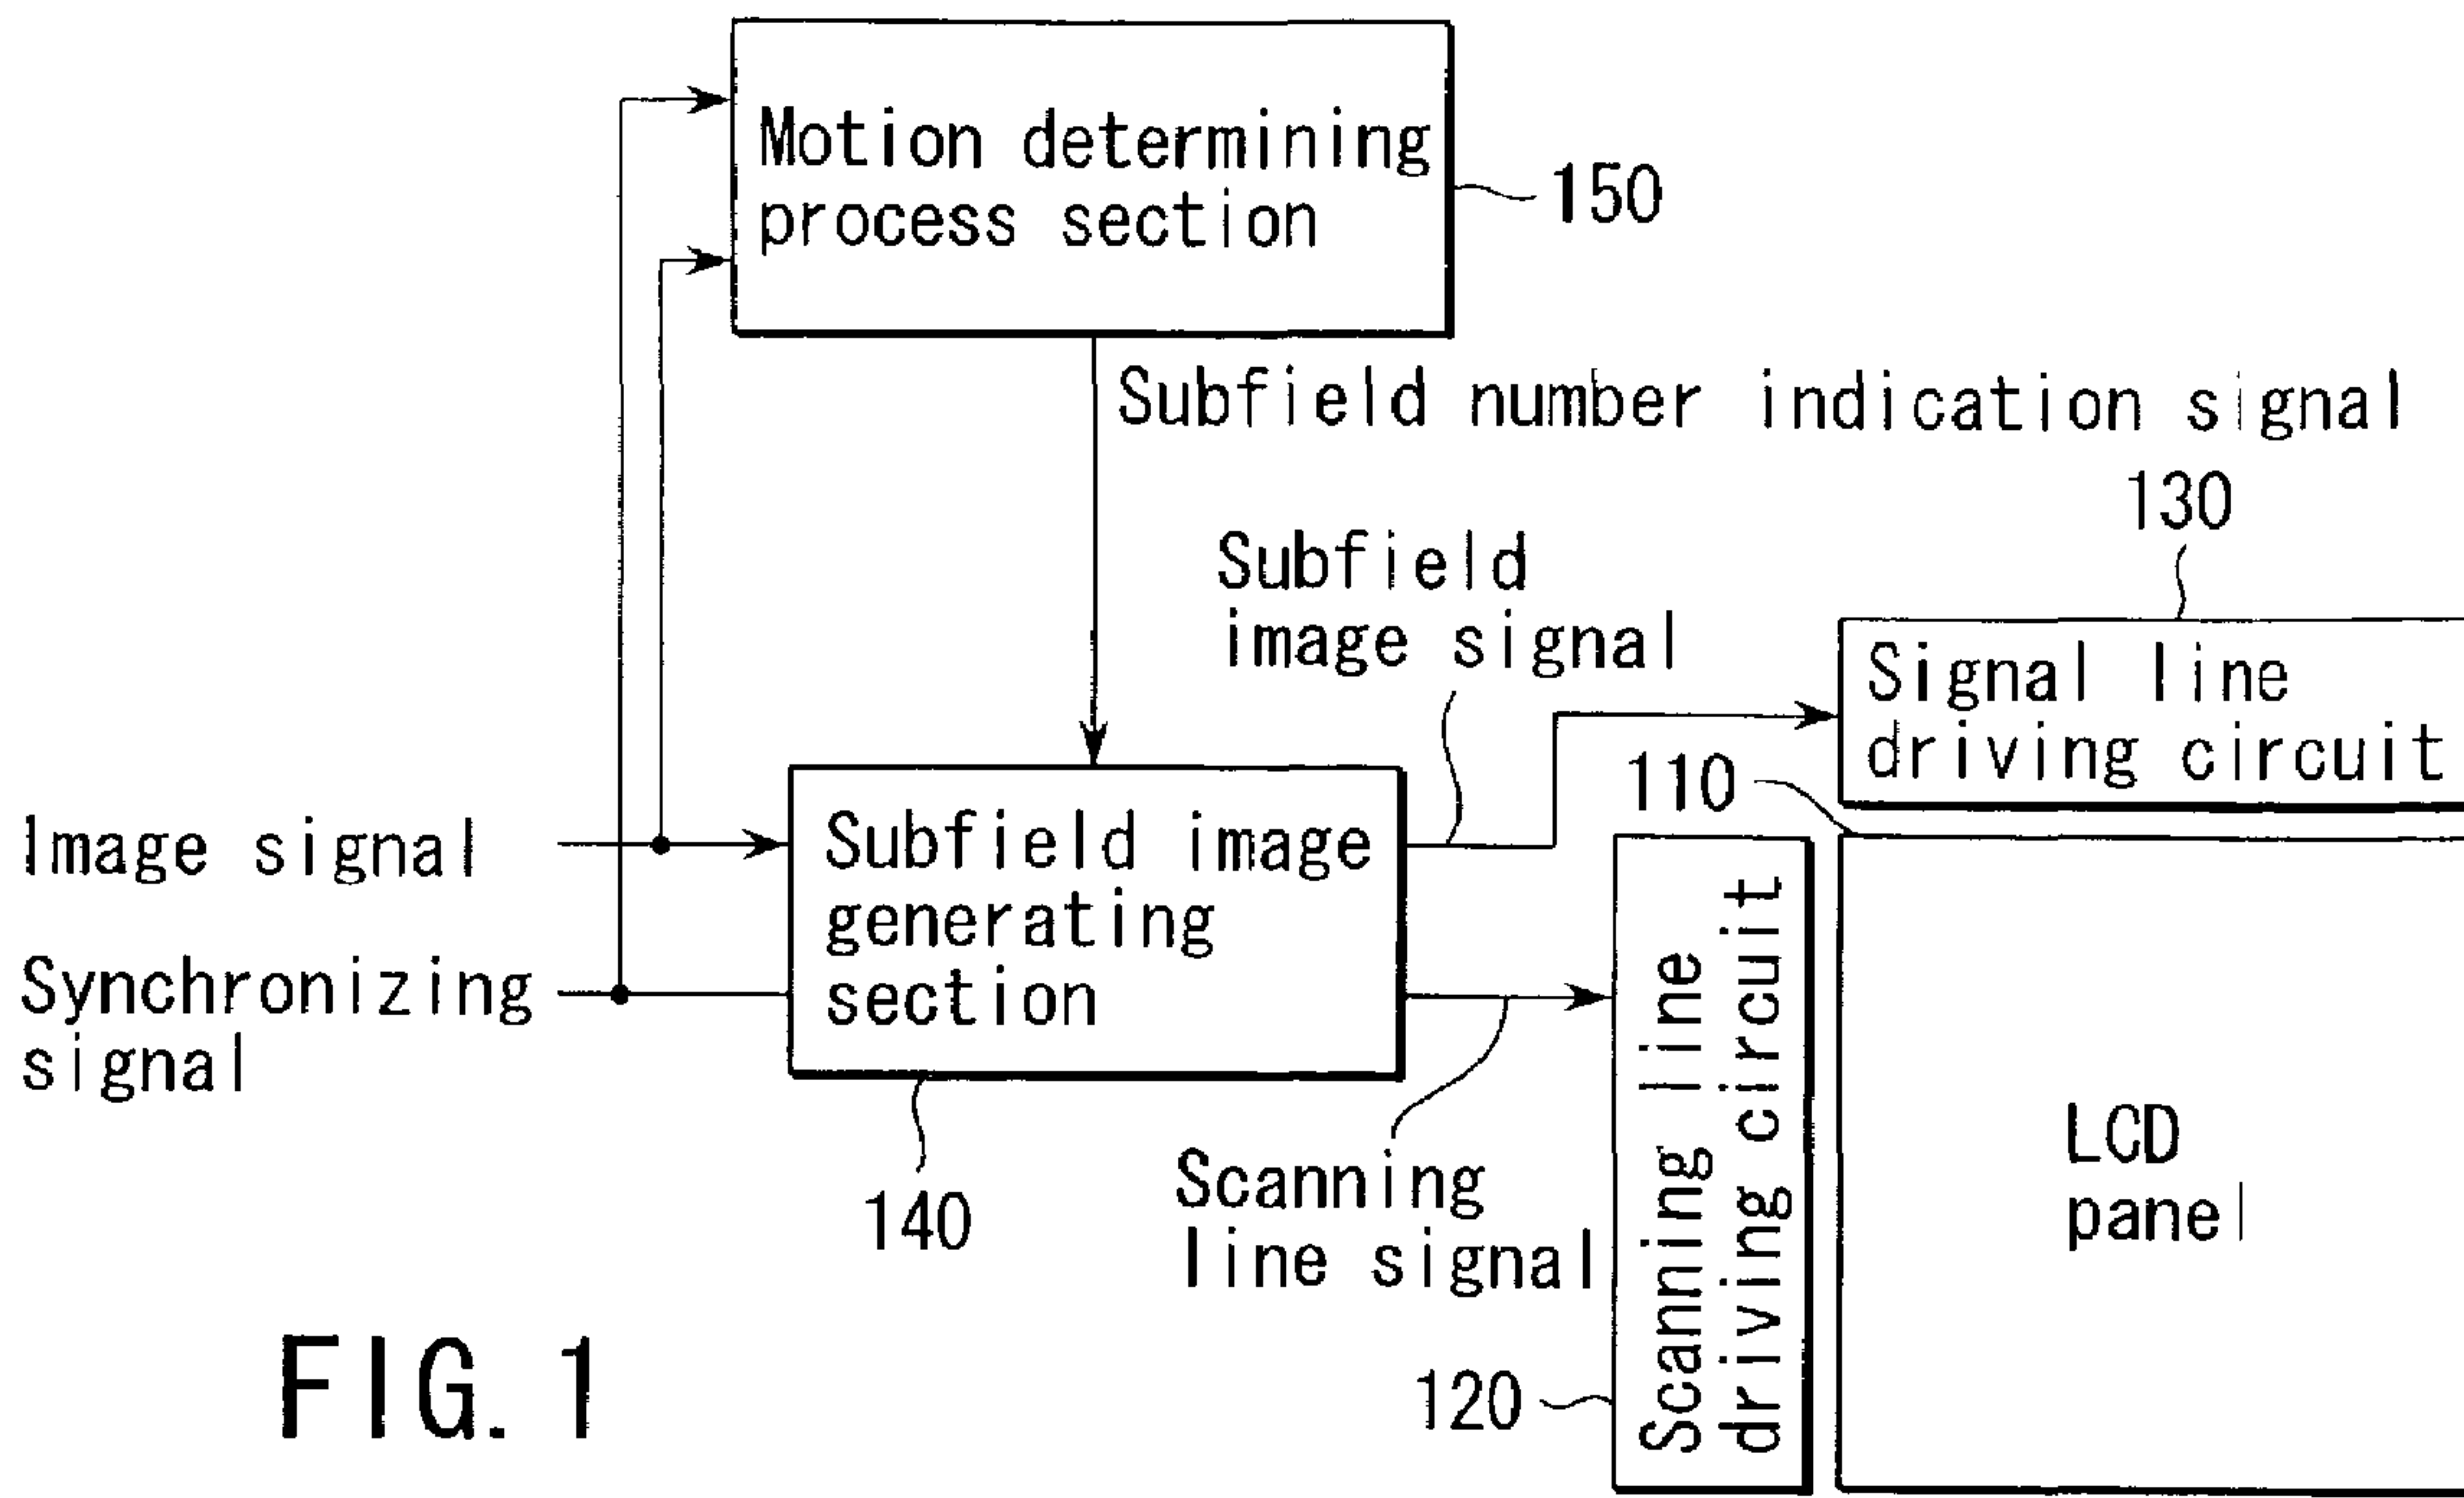 Motion determining
process section
150
Subfield number indication signal
130
Subfield
image signal
Signal line
driving circuit
110
Image signal
Subfield image
generating
section
Synchronizing
signal
Scanning line
driving circuit
LCD
panel
140
Scanning
line signal
120
FIG. 1